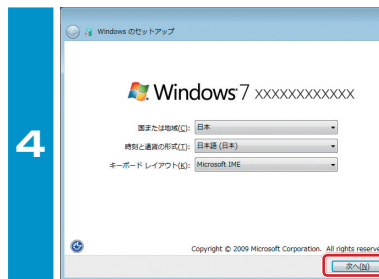 4
Windows のセットアップ
Windows 7 xxxxxxxxxxxx
国または地域(C): 日本
時刻と通貨の形式(T): 日本語 (日本)
キーボード レイアウト(K): Microsoft IME
Copyright © 2009 Microsoft Corporation. All rights reserve
次へ(N)